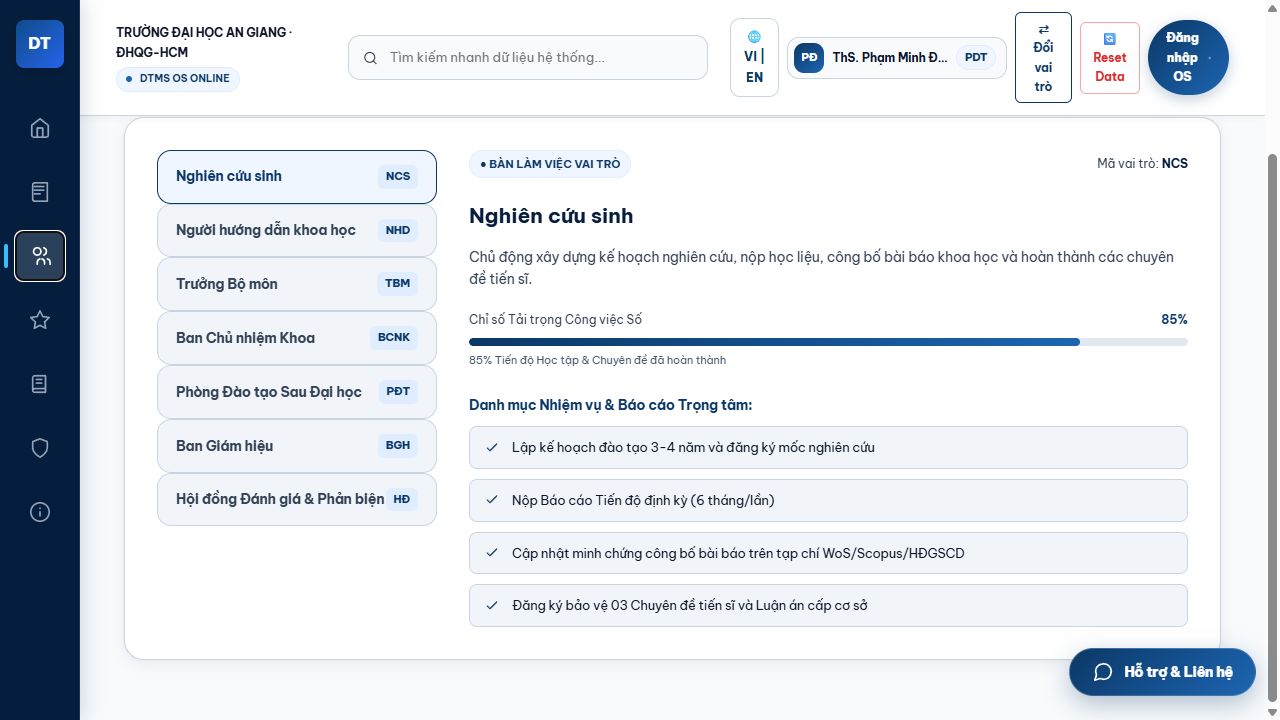 DT
TRƯỜNG ĐẠI HỌC AN GIANG ·
ĐHQG-HCM
DTMS OS ONLINE
Tìm kiếm nhanh dữ liệu hệ thống...
VI |
EN
PĐ
ThS. Phạm Minh Đ...
PDT
Đổi
vai
trò
Reset
Data
Đăng
nhập
OS
Nghiên cứu sinh
NCS
Người hướng dẫn khoa học
NHD
Trưởng Bộ môn
TBM
Ban Chủ nhiệm Khoa
BCNK
Phòng Đào tạo Sau Đại học
PĐT
Ban Giám hiệu
BGH
Hội đồng Đánh giá & Phản biện
HĐ
• BÀN LÀM VIỆC VAI TRÒ
Mã vai trò: NCS
Nghiên cứu sinh
Chủ động xây dựng kế hoạch nghiên cứu, nộp học liệu, công bố bài báo khoa học và hoàn thành các chuyên
đề tiến sĩ.
Chỉ số Tải trọng Công việc Số
85%
85% Tiến độ Học tập & Chuyên đề đã hoàn thành
Danh mục Nhiệm vụ & Báo cáo Trọng tâm:
Lập kế hoạch đào tạo 3-4 năm và đăng ký mốc nghiên cứu
Nộp Báo cáo Tiến độ định kỳ (6 tháng/lần)
Cập nhật minh chứng công bố bài báo trên tạp chí WoS/Scopus/HĐGSCD
Đăng ký bảo vệ 03 Chuyên đề tiến sĩ và Luận án cấp cơ sở
Hỗ trợ & Liên hệ